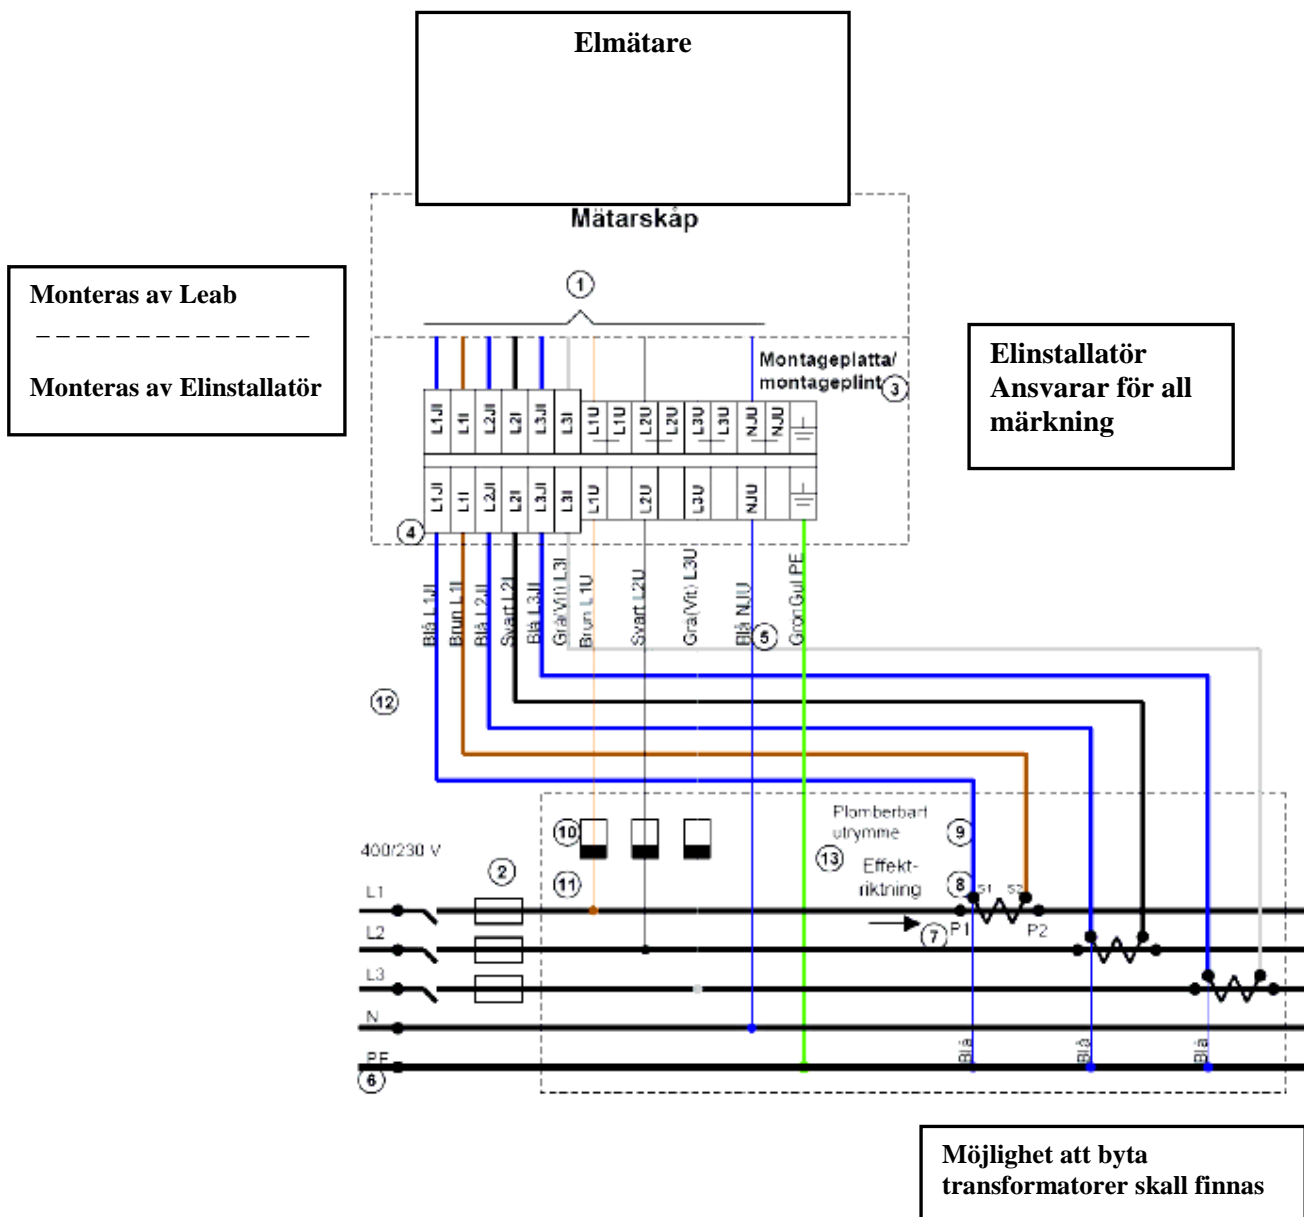 Elmätare
Mätarskåp
1
Monteras av Leab
Monteras av Elinstallatör
Elinstallatör
Ansvarar för all
märkning
Montageplatta/
montageplint 3
L1JI L1I L2JI L2I L3JI L3I L1U L1U L2U L2U L3U L3U NJU NJU
L1JI L1I L2JI L2I L3JI L3I L1U L2U L3U NJU
4
Blå L1JI
Brun L1I
Blå L2JI
Svart L2I
Blå L3JI
Grå(Vit) L3I
Brun L1U
Svart L2U
Grå(Vit) L3U
Blå NJU
GrönGul PE
5
12
10
Plomberbart
utrymme
9
13
400/230 V
2
11
Effekt-
riktning
8
S1 S2
L1
P1 P2
7
L2
L3
N
Blå Blå Blå
PE
6
Möjlighet att byta
transformatorer skall finnas